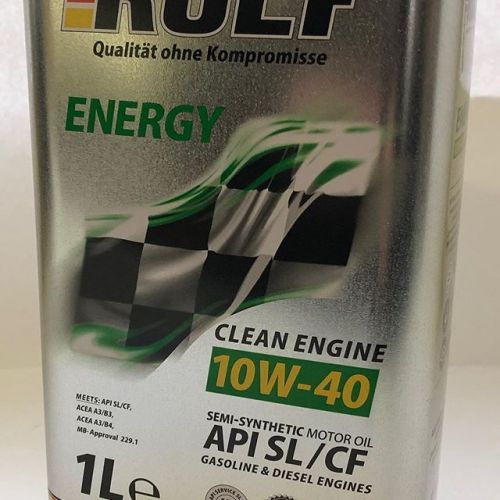 ROLF
Qualität ohne Kompromisse
ENERGY
CLEAN ENGINE
10W-40
MEETS: API SL/CF,
ACEA A3/B3,
ACEA A3/B4,
MB- Approval 229.1
SEMI-SYNTHETIC MOTOR OIL
API SL/CF
GASOLINE & DIESEL ENGINES
1L e